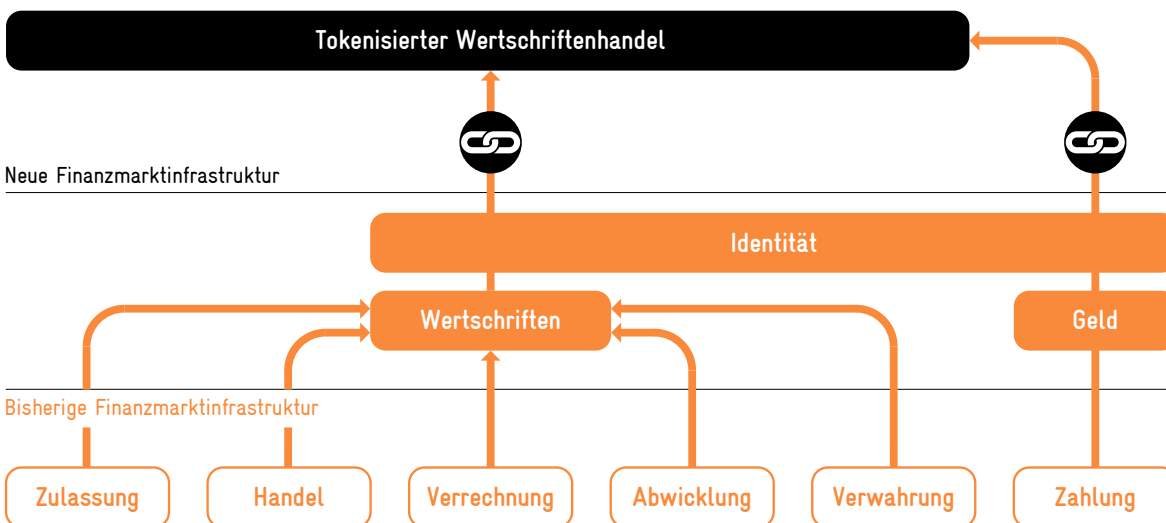 Tokenisierter Wertschriftenhandel
Neue Finanzmarktinfrastruktur
Identität
Wertschriften
Geld
Bisherige Finanzmarktinfrastruktur
Zulassung
Handel
Verrechnung
Abwicklung
Verwahrung
Zahlung